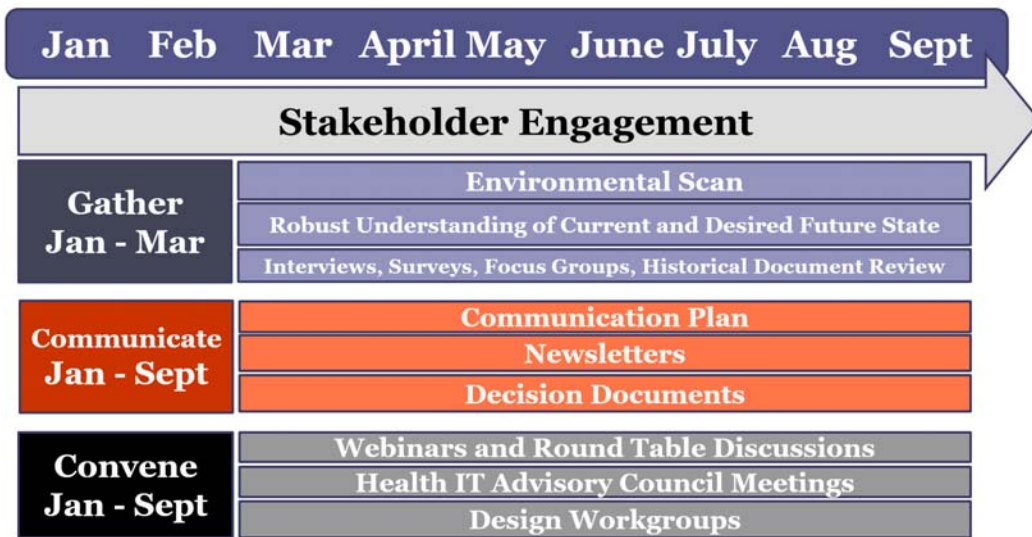 Jan Feb Mar April May June July Aug Sept
Stakeholder Engagement
Gather
Jan - Mar
Environmental Scan
Robust Understanding of Current and Desired Future State
Interviews, Surveys, Focus Groups, Historical Document Review
Communicate
Jan - Sept
Communication Plan
Newsletters
Decision Documents
Convene
Jan - Sept
Webinars and Round Table Discussions
Health IT Advisory Council Meetings
Design Workgroups